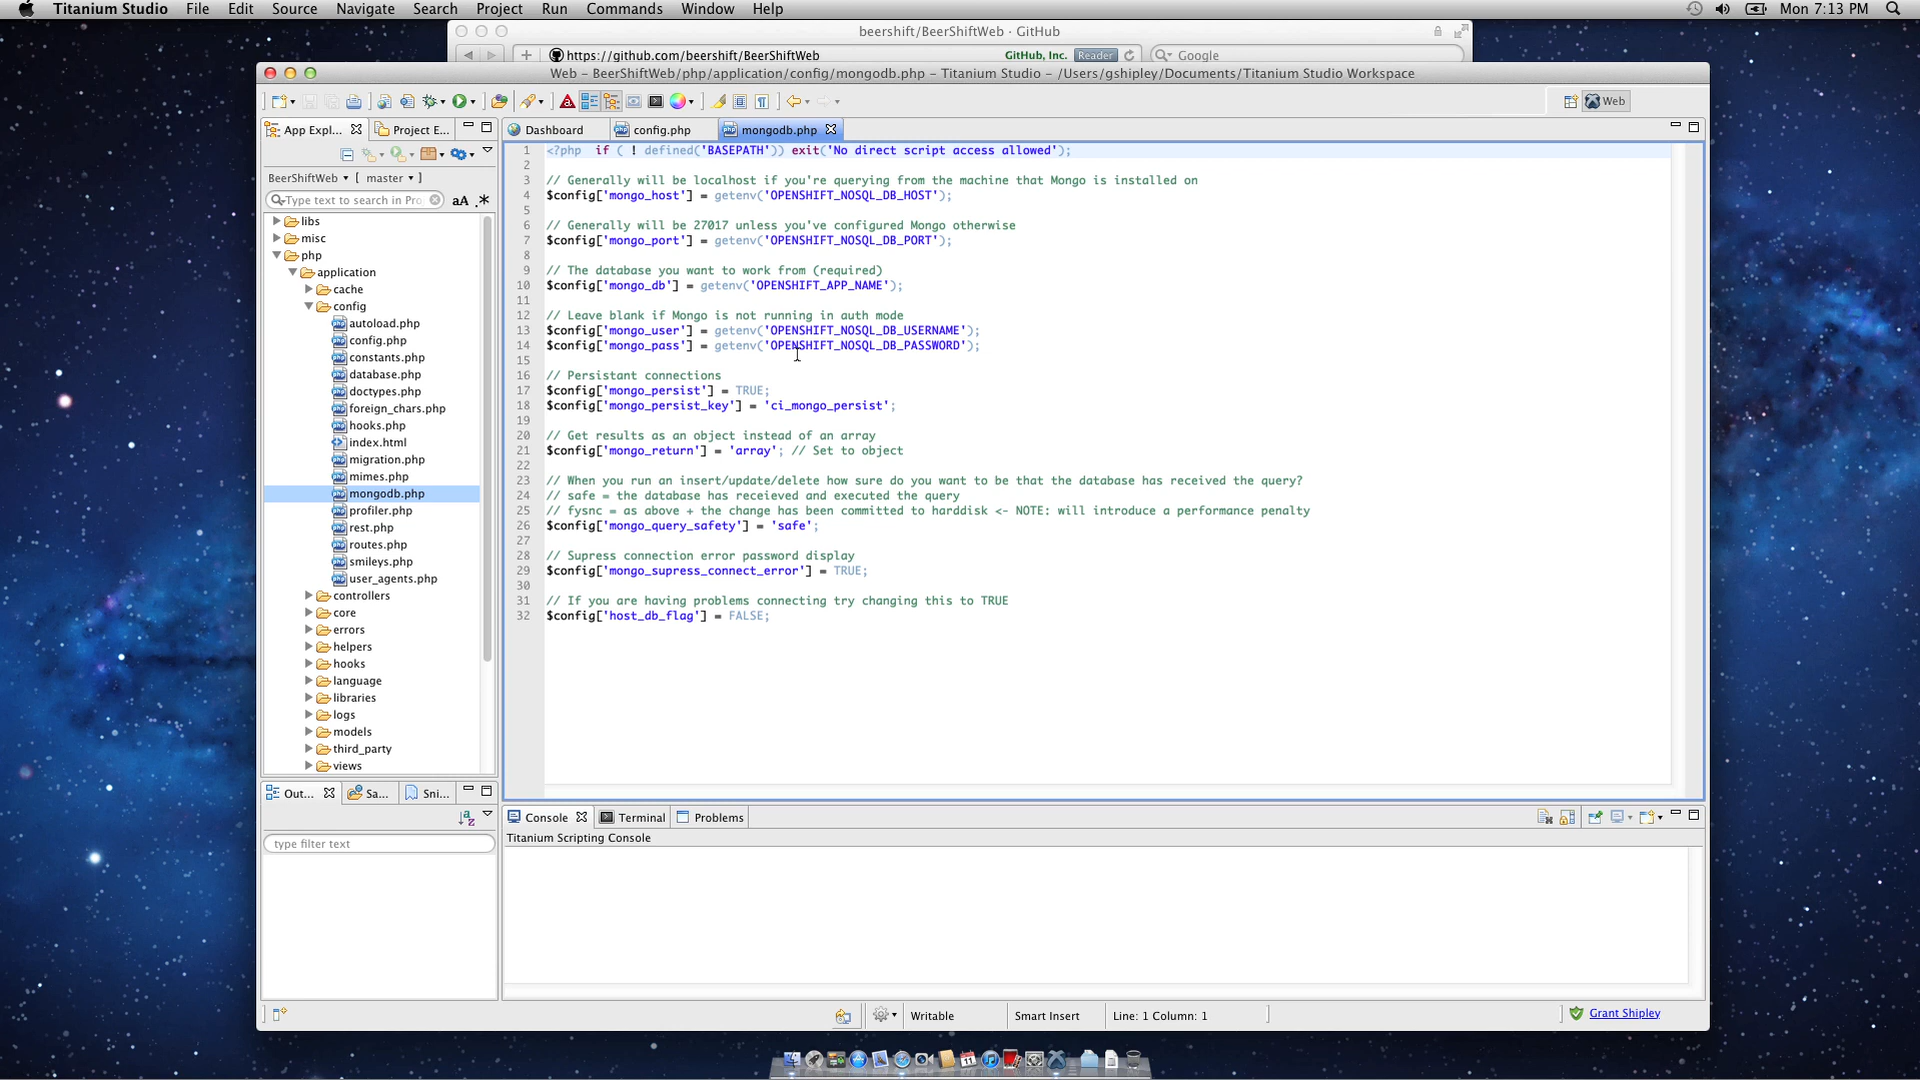 Titanium Studio File Edit Source Navigate Search Project Run Commands Window Help Mon 7:13 PM
beershift/BeerShiftWeb - GitHub
https://github.com/beershift/BeerShiftWeb GitHub, Inc. Reader Google
Web – BeerShiftWeb/php/application/config/mongodb.php – Titanium Studio – /Users/gshipley/Documents/Titanium Studio Workspace
Web
App Expl... Project E...
Dashboard config.php mongodb.php
BeerShiftWeb [ master ]
Type text to search in Pro aA .*
libs
misc
php
application
cache
config
autoload.php
config.php
constants.php
database.php
doctypes.php
foreign_chars.php
hooks.php
index.html
migration.php
mimes.php
mongodb.php
profiler.php
rest.php
routes.php
smileys.php
user_agents.php
controllers
core
errors
helpers
hooks
language
libraries
logs
models
third_party
views
1 <?php if ( ! defined('BASEPATH')) exit('No direct script access allowed');
2
3 // Generally will be localhost if you're querying from the machine that Mongo is installed on
4 $config['mongo_host'] = getenv('OPENSHIFT_NOSQL_DB_HOST');
5
6 // Generally will be 27017 unless you've configured Mongo otherwise
7 $config['mongo_port'] = getenv('OPENSHIFT_NOSQL_DB_PORT');
8
9 // The database you want to work from (required)
10 $config['mongo_db'] = getenv('OPENSHIFT_APP_NAME');
11
12 // Leave blank if Mongo is not running in auth mode
13 $config['mongo_user'] = getenv('OPENSHIFT_NOSQL_DB_USERNAME');
14 $config['mongo_pass'] = getenv('OPENSHIFT_NOSQL_DB_PASSWORD');
15
16 // Persistant connections
17 $config['mongo_persist'] = TRUE;
18 $config['mongo_persist_key'] = 'ci_mongo_persist';
19
20 // Get results as an object instead of an array
21 $config['mongo_return'] = 'array'; // Set to object
22
23 // When you run an insert/update/delete how sure do you want to be that the database has received the query?
24 // safe = the database has receieved and executed the query
25 // fysnc = as above + the change has been committed to harddisk <- NOTE: will introduce a performance penalty
26 $config['mongo_query_safety'] = 'safe';
27
28 // Supress connection error password display
29 $config['mongo_supress_connect_error'] = TRUE;
30
31 // If you are having problems connecting try changing this to TRUE
32 $config['host_db_flag'] = FALSE;
Out... Sa... Sni...
type filter text
Console Terminal Problems
Titanium Scripting Console
Writable Smart Insert Line: 1 Column: 1 Grant Shipley